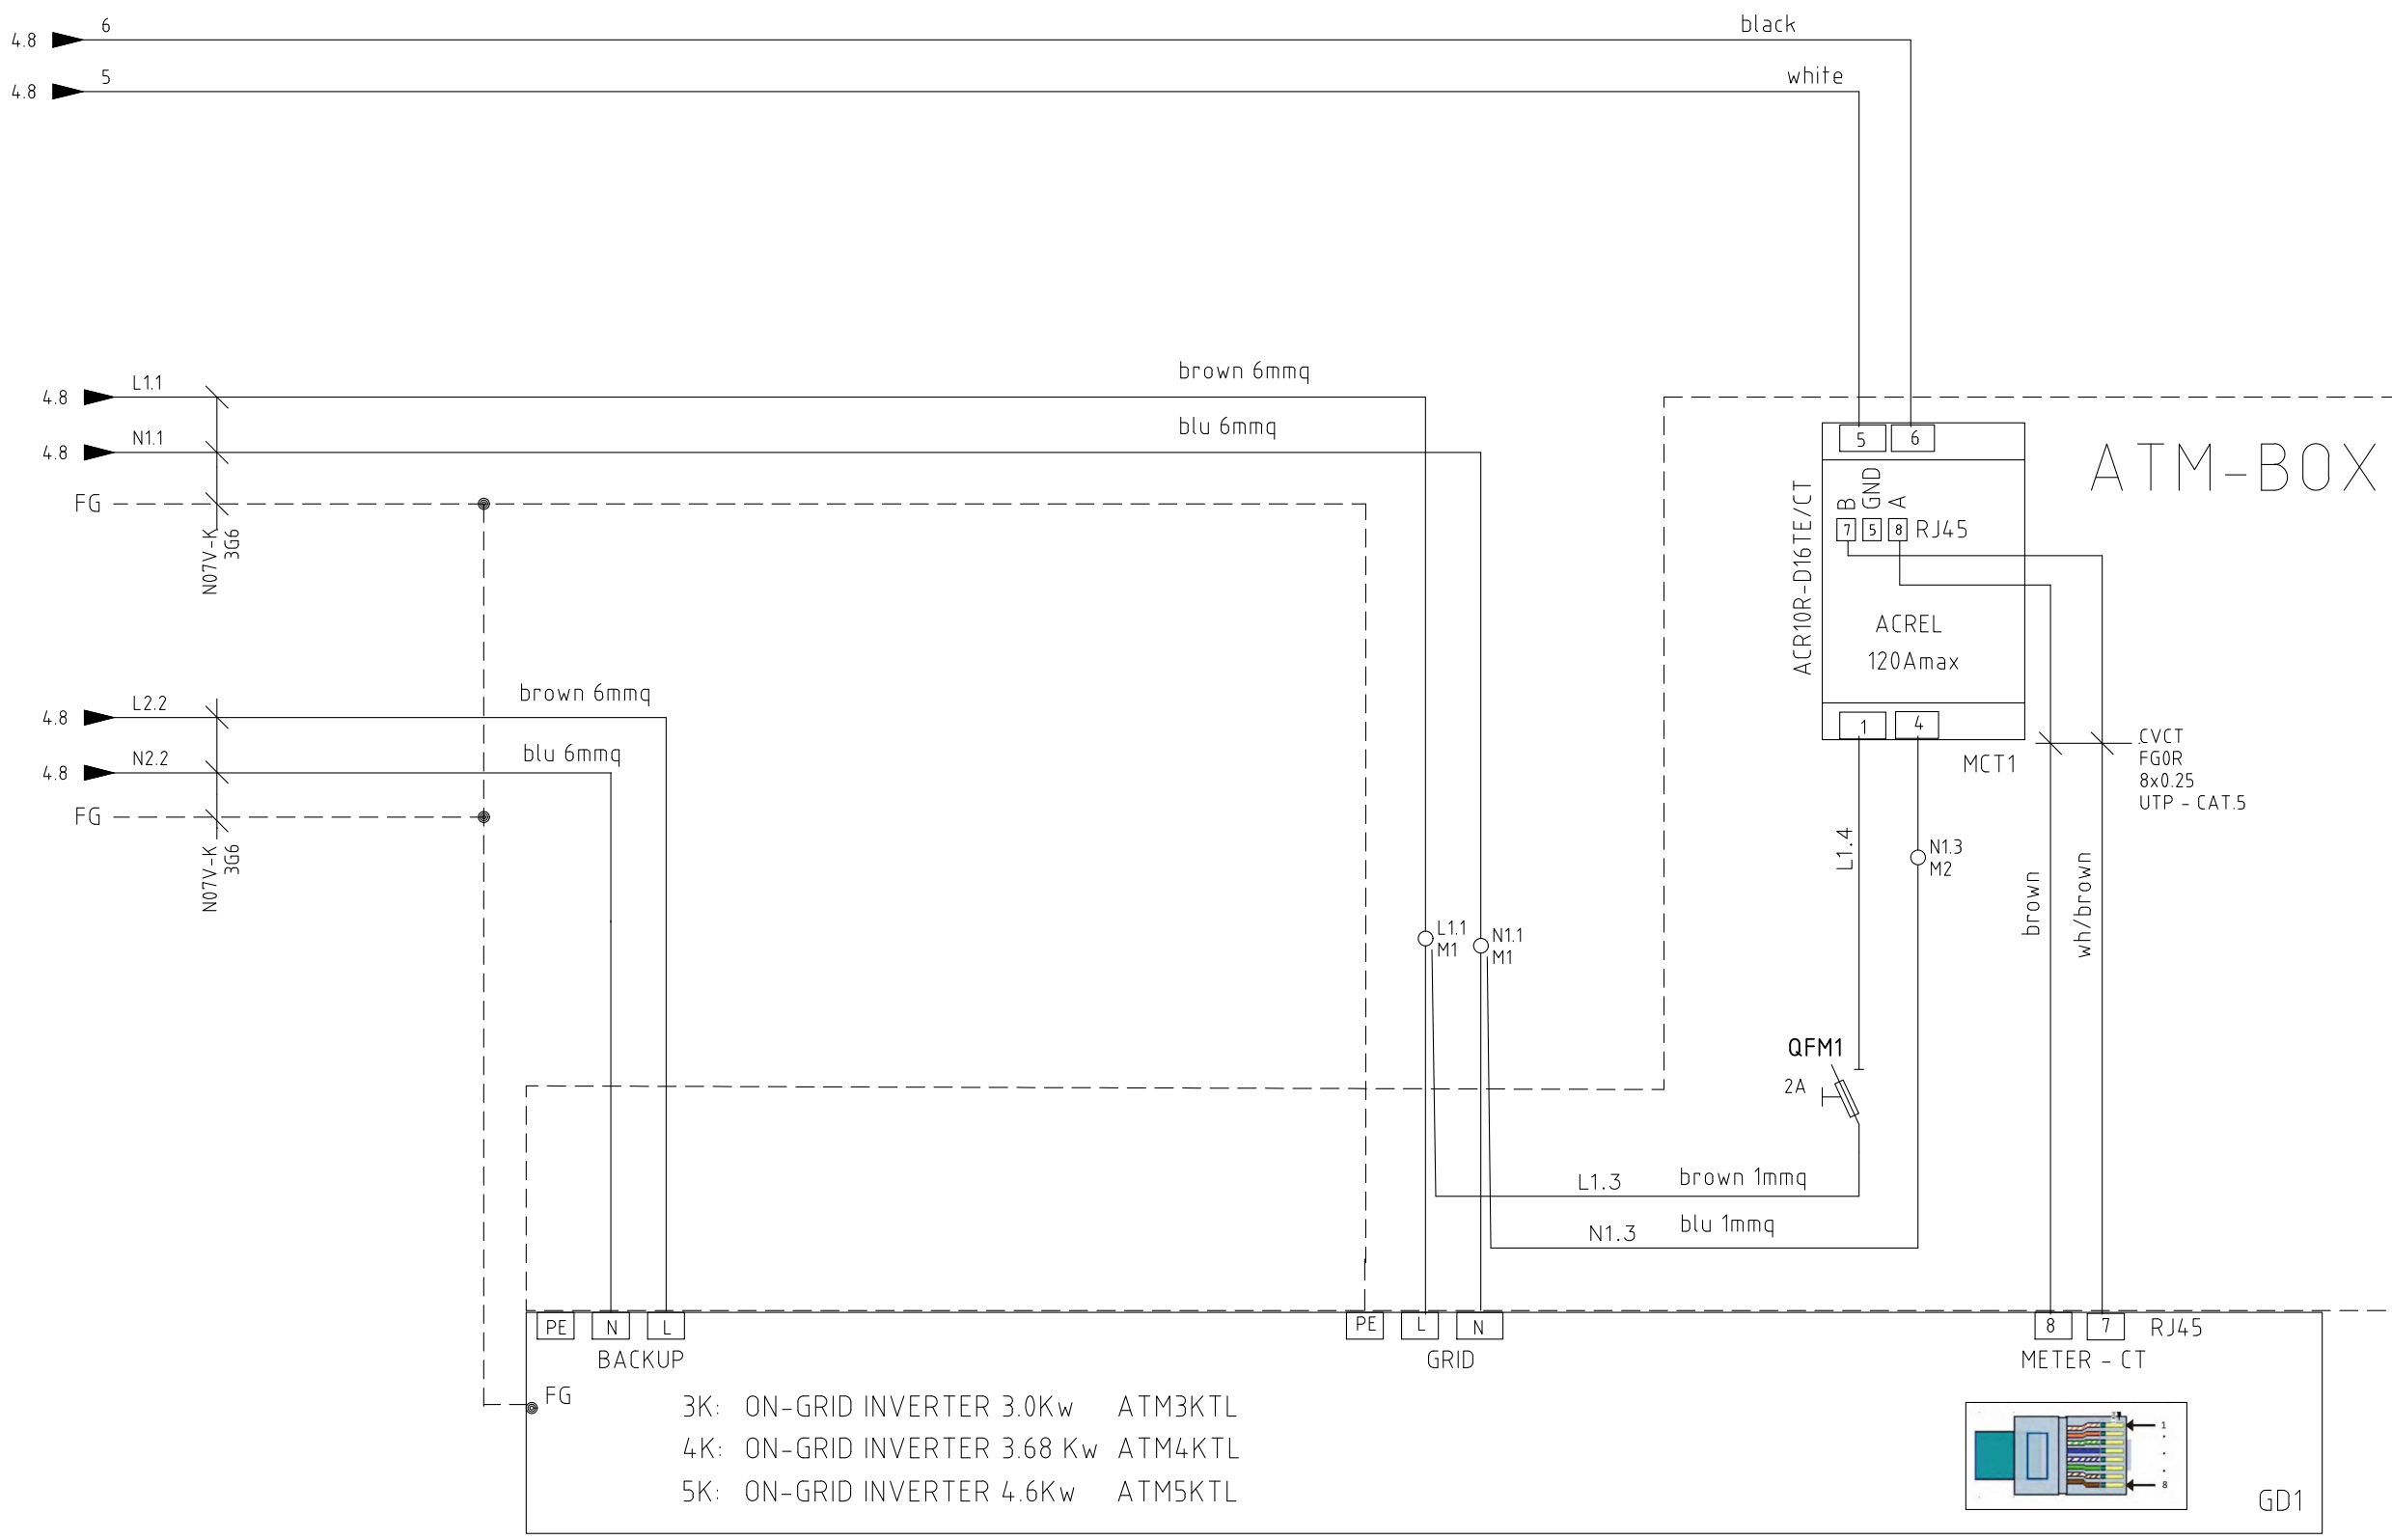 6
black
4.8
5
white
4.8
L1.1
brown 6mmq
4.8
N1.1
blu 6mmq
4.8
FG
N07V-K
3G6
L2.2
brown 6mmq
4.8
N2.2
blu 6mmq
4.8
FG
N07V-K
3G6
ATM-BOX
5 6
B GND A
7 5 8 RJ45
ACR10R-D16TE/CT
ACREL
120Amax
1 4
MCT1
CVCT
FG0R
8x0.25
UTP - CAT.5
L1.4
N1.3
M2
brown
wh/brown
L1.1
M1
N1.1
M1
QFM1
2A
L1.3 brown 1mmq
N1.3 blu 1mmq
PE N L
BACKUP
PE L N
GRID
8 7 RJ45
METER - CT
FG
3K: ON-GRID INVERTER 3.0Kw ATM3KTL
4K: ON-GRID INVERTER 3.68 Kw ATM4KTL
5K: ON-GRID INVERTER 4.6Kw ATM5KTL
1
8
GD1